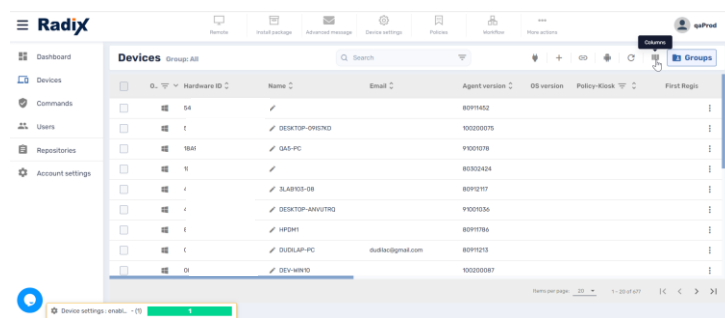 Radix
Remote
Install package
Advanced message
Device settings
Policies
Workflow
More actions
qaProd
Columns
Dashboard
Devices
Commands
Users
Repositories
Account settings
Devices Group: All
Search
Groups
D.. Hardware ID Name Email Agent version OS version Policy-Kiosk First Regis
54 80911452
DESKTOP-09IS7KD 100200075
18A9 QA5-PC 91001078
80302424
3LAB103-08 80912117
DESKTOP-ANVUTRQ 91001036
HPDM1 80911786
DUDILAP-PC dudilac@gmail.com 80911213
DEV-WIN10 100200087
Items per page: 20 1 - 20 of 677
Device settings : enabl... - (1) 1